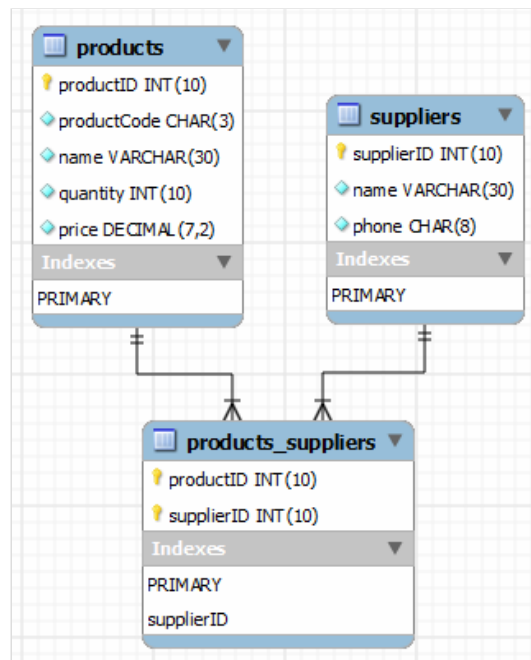 products
productID INT(10)
productCode CHAR(3)
name VARCHAR(30)
quantity INT(10)
price DECIMAL(7,2)
Indexes
PRIMARY
suppliers
supplierID INT(10)
name VARCHAR(30)
phone CHAR(8)
Indexes
PRIMARY
products_suppliers
productID INT(10)
supplierID INT(10)
Indexes
PRIMARY
supplierID